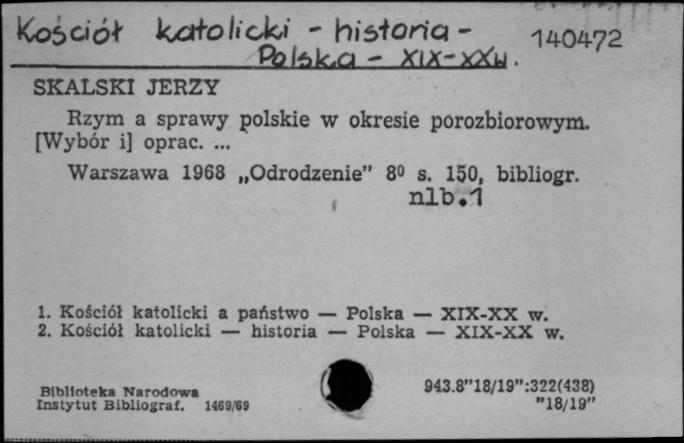 Kościół katolicki - historia - 140472
Polska - XIX-XXw.
SKALSKI JERZY
Rzym a sprawy polskie w okresie porozbiorowym.
[Wybór i] oprac. ...
Warszawa 1968 „Odrodzenie” 8⁰ s. 150, bibliogr.
nlb.1
1. Kościół katolicki a państwo — Polska — XIX-XX w.
2. Kościół katolicki — historia — Polska — XIX-XX w.
Biblioteka Narodowa
Instytut Bibliograf. 1469/69
943.8”18/19”:322(438)
”18/19”